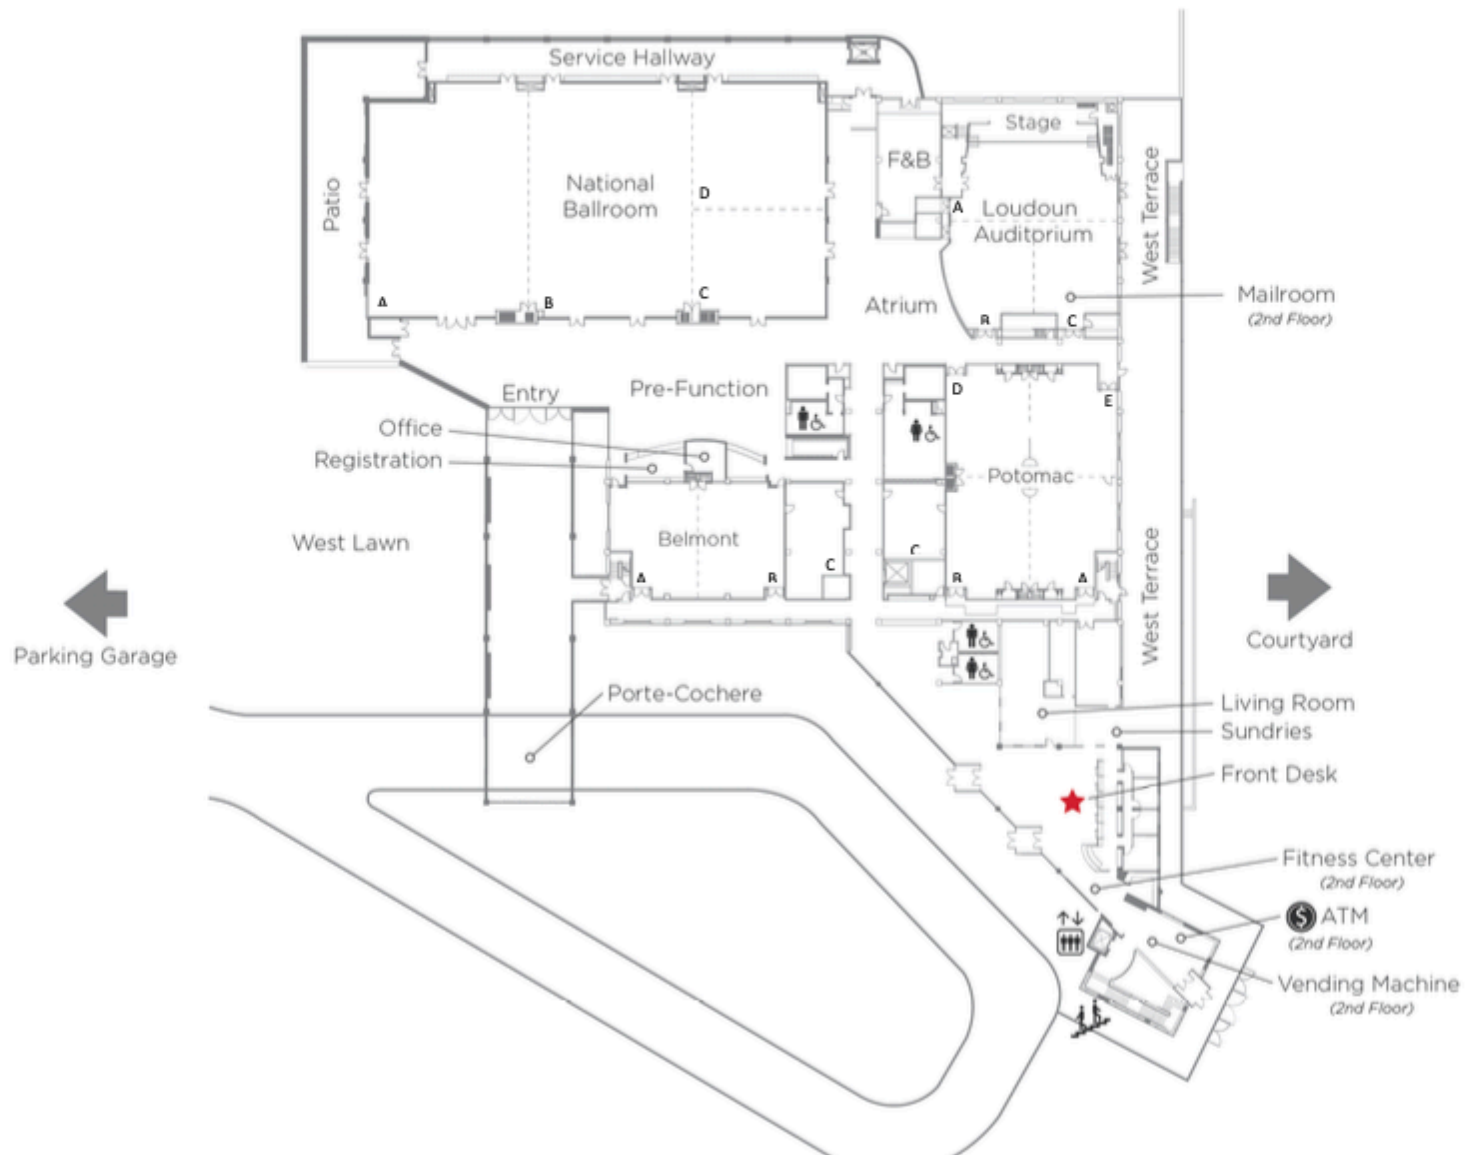 Service Hallway
Stage
F&B
Patio
National
Ballroom
D
A
Loudoun
Auditorium
West Terrace
Mailroom
(2nd Floor)
Atrium
A
B
C
B
C
Entry
Pre-Function
D
E
Office
Registration
Potomac
West Lawn
Belmont
A
B
C
C
B
A
West Terrace
Parking Garage
Courtyard
Porte-Cochere
Living Room
Sundries
Front Desk
Fitness Center
(2nd Floor)
$ ATM
(2nd Floor)
Vending Machine
(2nd Floor)